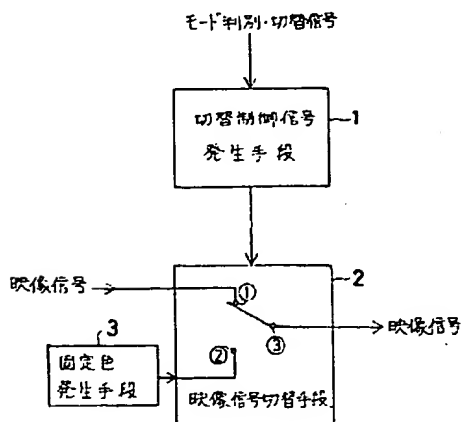 モード判別・切替信号
切替制御信号
発生手段
1
2
映像信号
①
③
映像信号
3
固定色
発生手段
②
映像信号切替手段